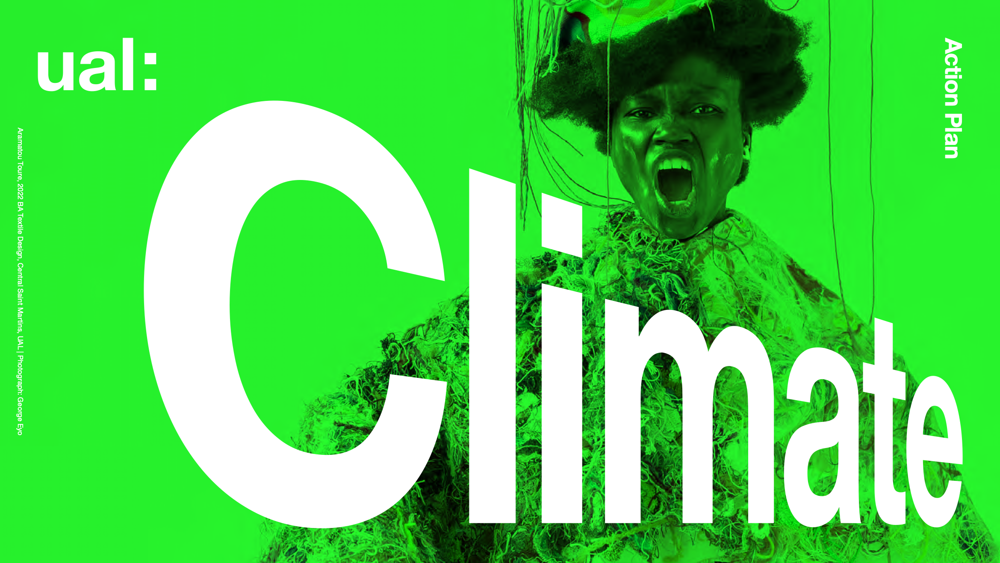 ual:
Action Plan
Climate
Aramatou Toure, 2022 BA Textile Design, Central Saint Martins, UAL | Photograph: George Eyo